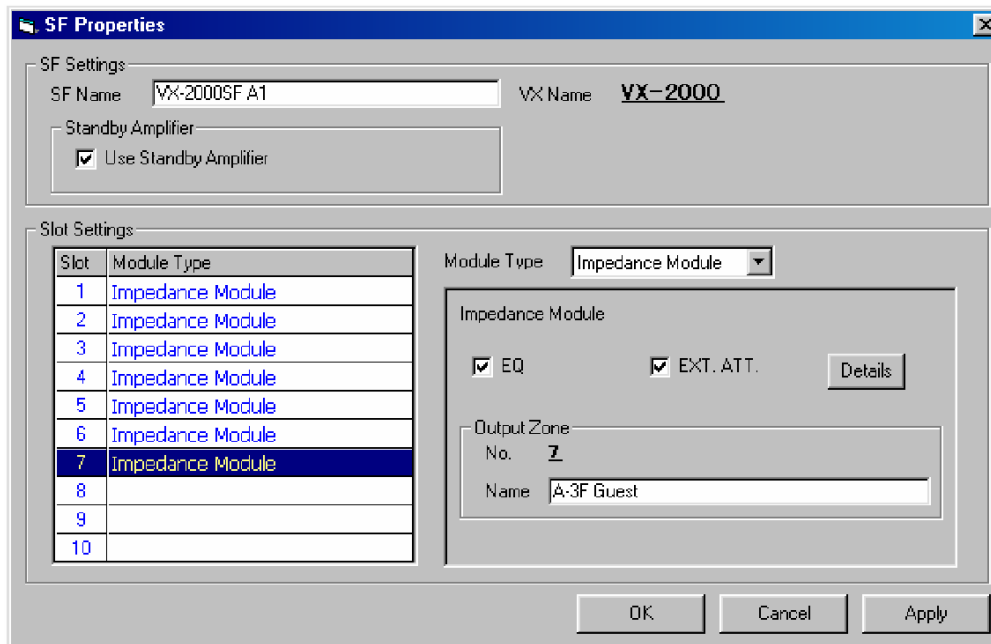 SF Properties
SF Settings
SF Name VX-2000SF A1 VX Name VX-2000
Standby Amplifier
Use Standby Amplifier
Slot Settings
Slot Module Type
1 Impedance Module
2 Impedance Module
3 Impedance Module
4 Impedance Module
5 Impedance Module
6 Impedance Module
7 Impedance Module
8
9
10
Module Type Impedance Module
Impedance Module
EQ EXT. ATT. Details
Output Zone
No. 7
Name A-3F Guest
OK Cancel Apply